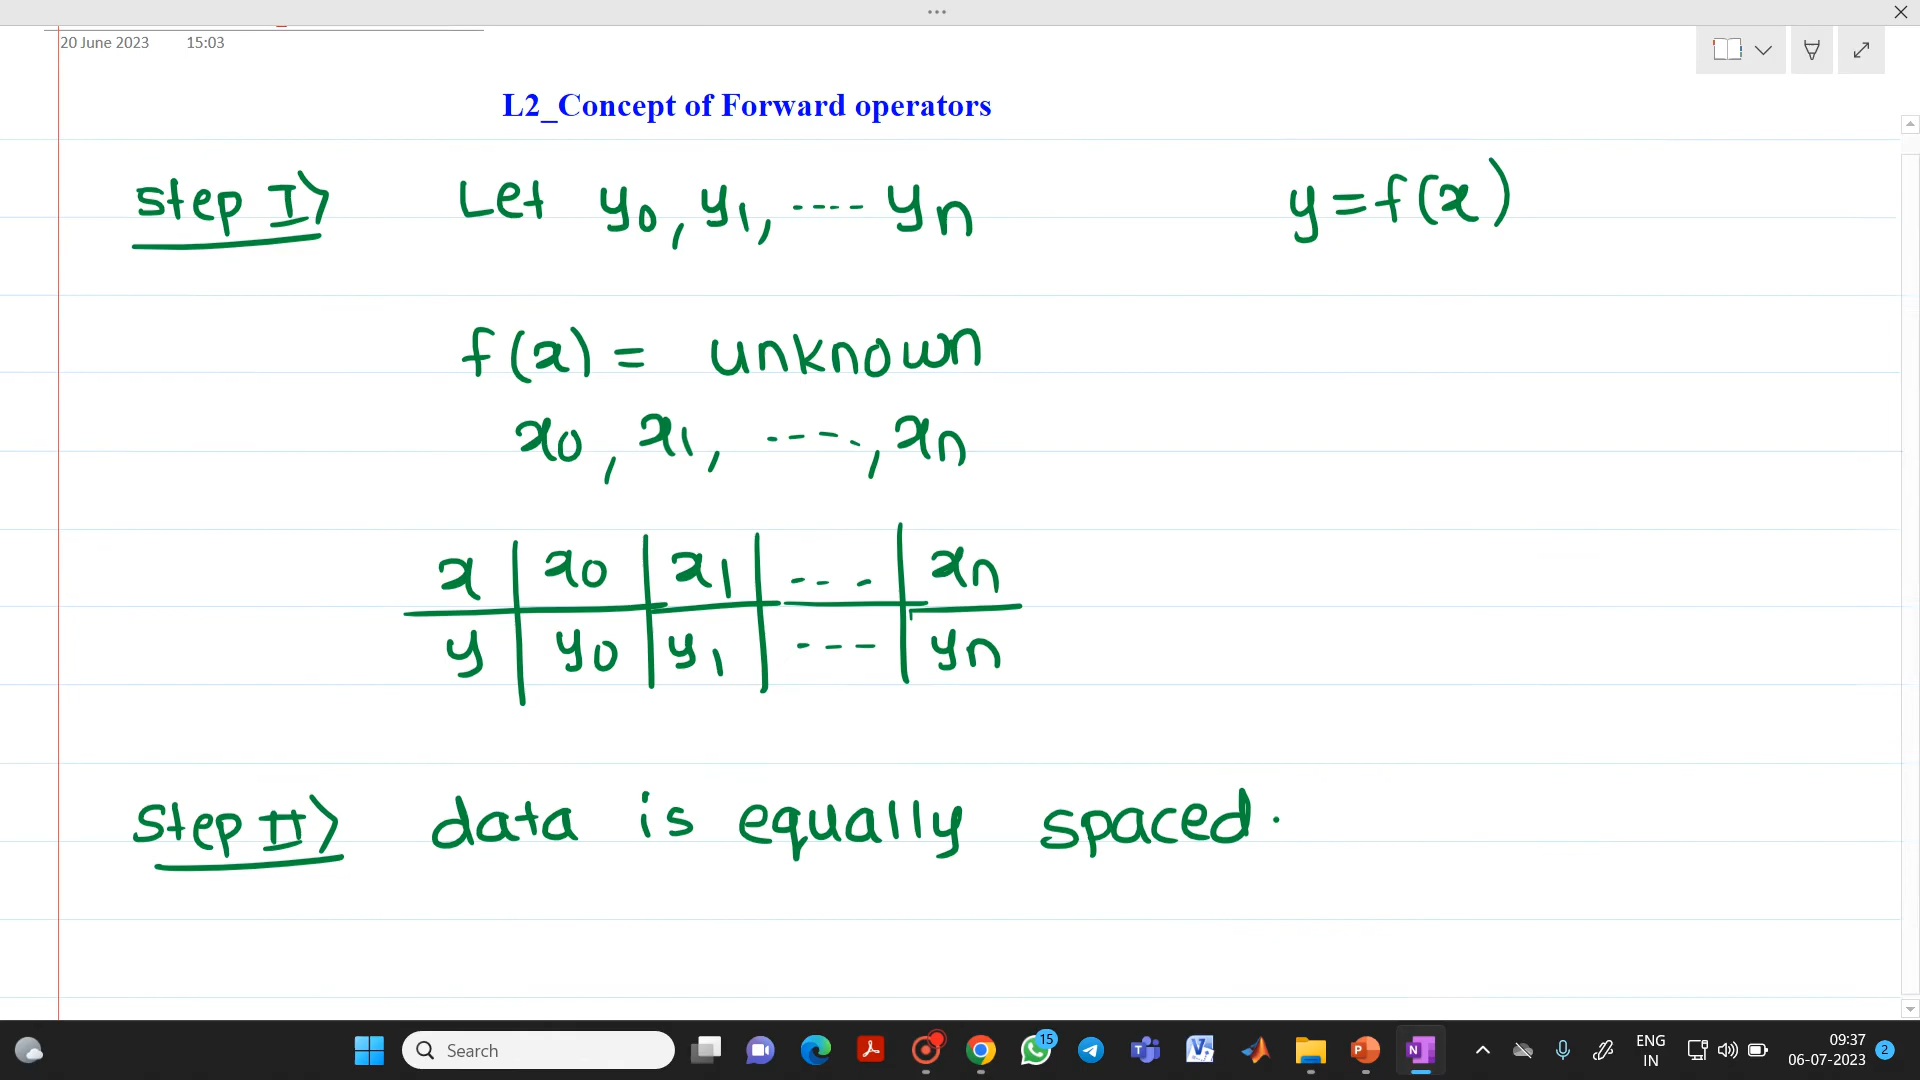 20 June 2023 15:03
L2_Concept of Forward operators
Step I> Let y₀, y₁, ---- yₙ y = f(x)
f(x) = unknown
x₀, x₁, ----, xₙ
x | x₀ | x₁ | --- | xₙ
y | y₀ | y₁ | --- | yₙ
Step II> data is equally spaced.
Search
15
ENG
IN
09:37
06-07-2023
2